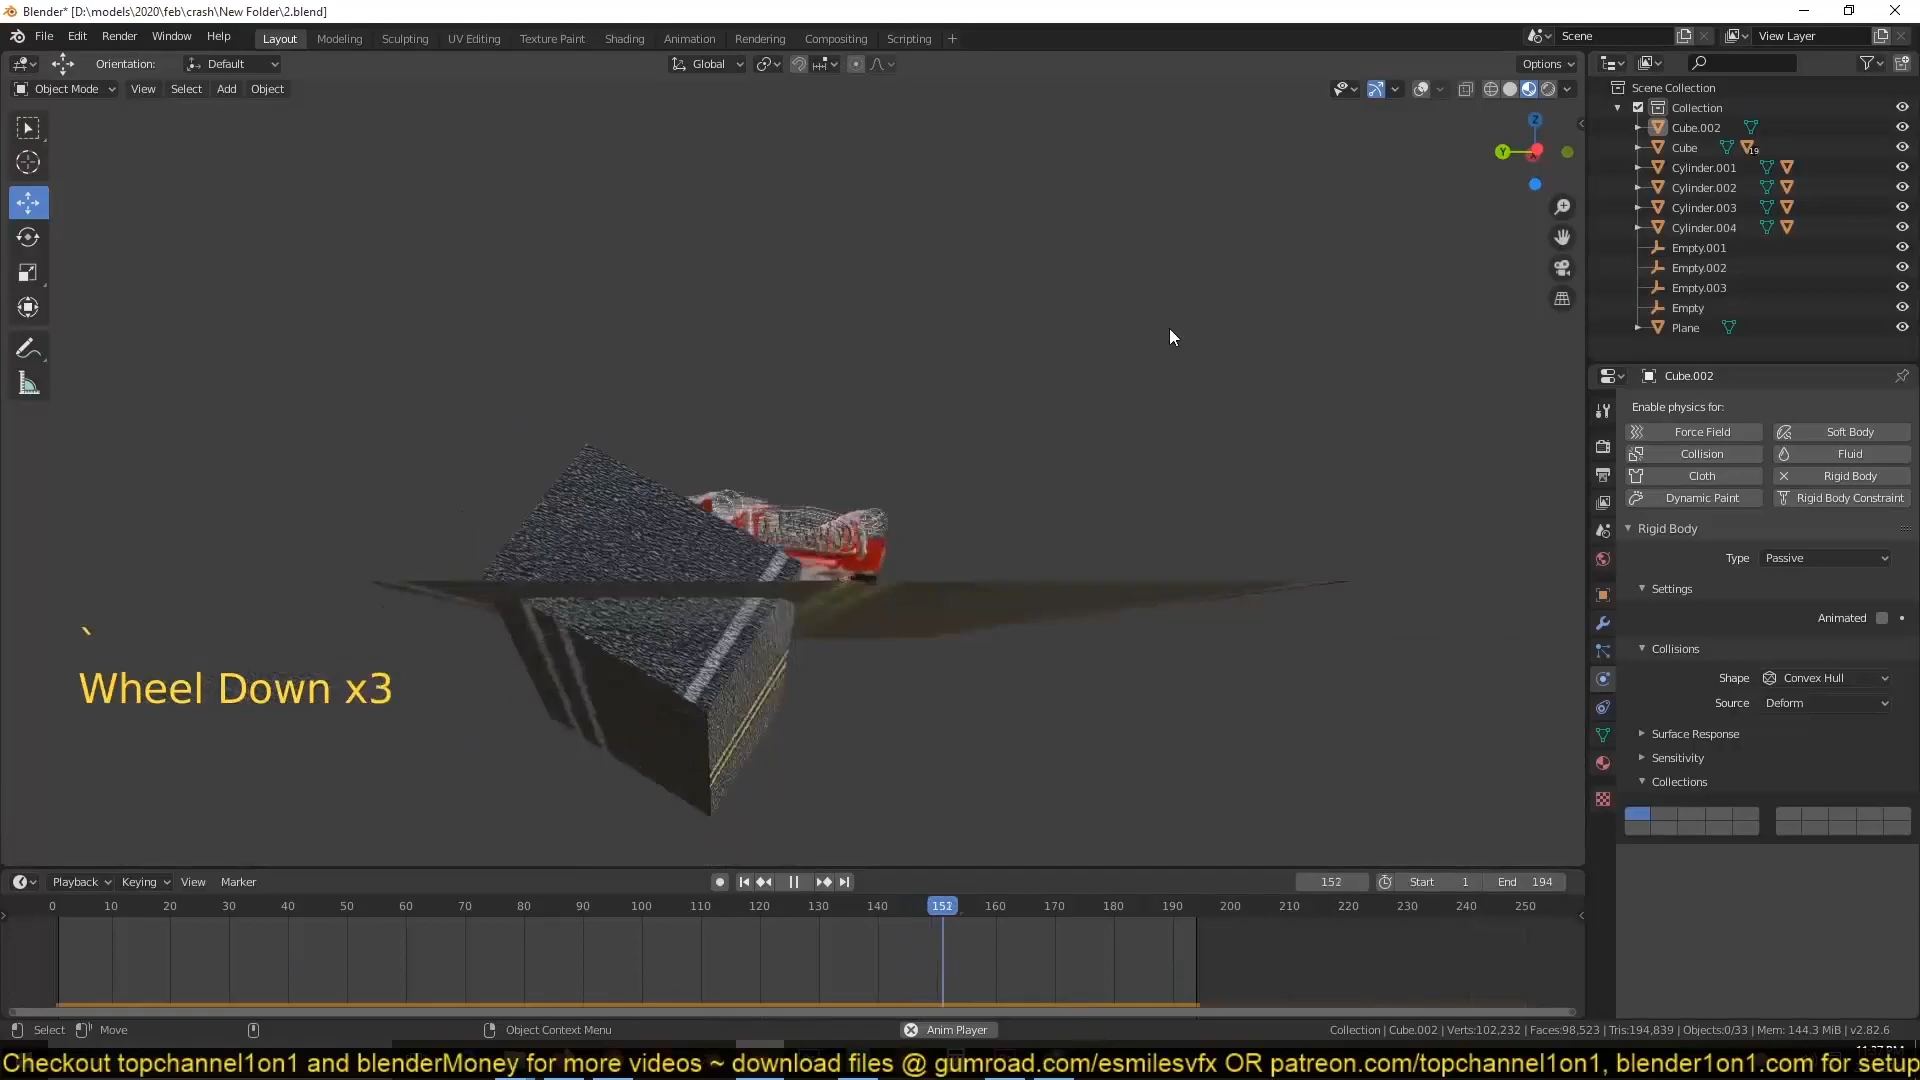 Blender* [D:\models\2020\feb\crash\New Folder\2.blend]
File Edit Render Window Help Layout Modeling Sculpting UV Editing Texture Paint Shading Animation Rendering Compositing Scripting + Scene View Layer
Orientation: Default Global Options
Object Mode View Select Add Object
Scene Collection
Collection
Cube.002
Cube 19
Cylinder.001
Cylinder.002
Cylinder.003
Cylinder.004
Empty.001
Empty.002
Empty.003
Empty
Plane
Z
Y
Cube.002
Enable physics for:
Force Field Soft Body
Collision Fluid
Cloth Rigid Body
Dynamic Paint Rigid Body Constraint
Rigid Body
Type Passive
Settings
Animated
Collisions
Shape Convex Hull
Source Deform
Surface Response
Sensitivity
Collections
`
Wheel Down x3
Playback Keying View Marker 152 Start 1 End 194
0 10 20 30 40 50 60 70 80 90 100 110 120 130 140 152 160 170 180 190 200 210 220 230 240 250
Select Move Object Context Menu Anim Player Collection | Cube.002 | Verts:102,232 | Faces:98,523 | Tris:194,839 | Objects:0/33 | Mem: 144.3 MiB | v2.82.6
Checkout topchannel1on1 and blenderMoney for more videos ~ download files @ gumroad.com/esmilesvfx OR patreon.com/topchannel1on1, blender1on1.com for setup